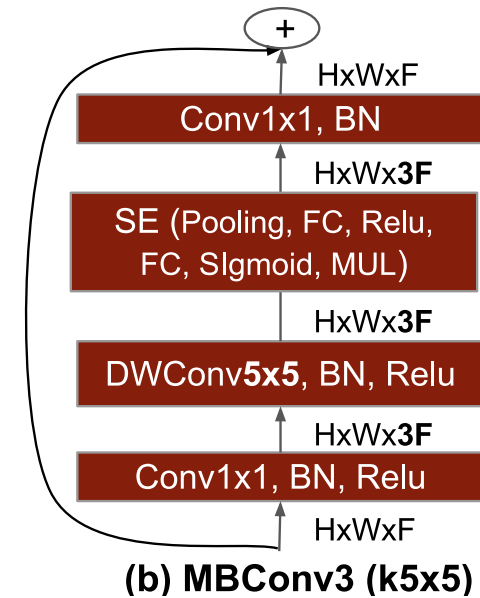 +
HxWxF
Conv1x1, BN
HxWx3F
SE (Pooling, FC, Relu,
FC, SIgmoid, MUL)
HxWx3F
DWConv5x5, BN, Relu
HxWx3F
Conv1x1, BN, Relu
HxWxF
(b) MBConv3 (k5x5)